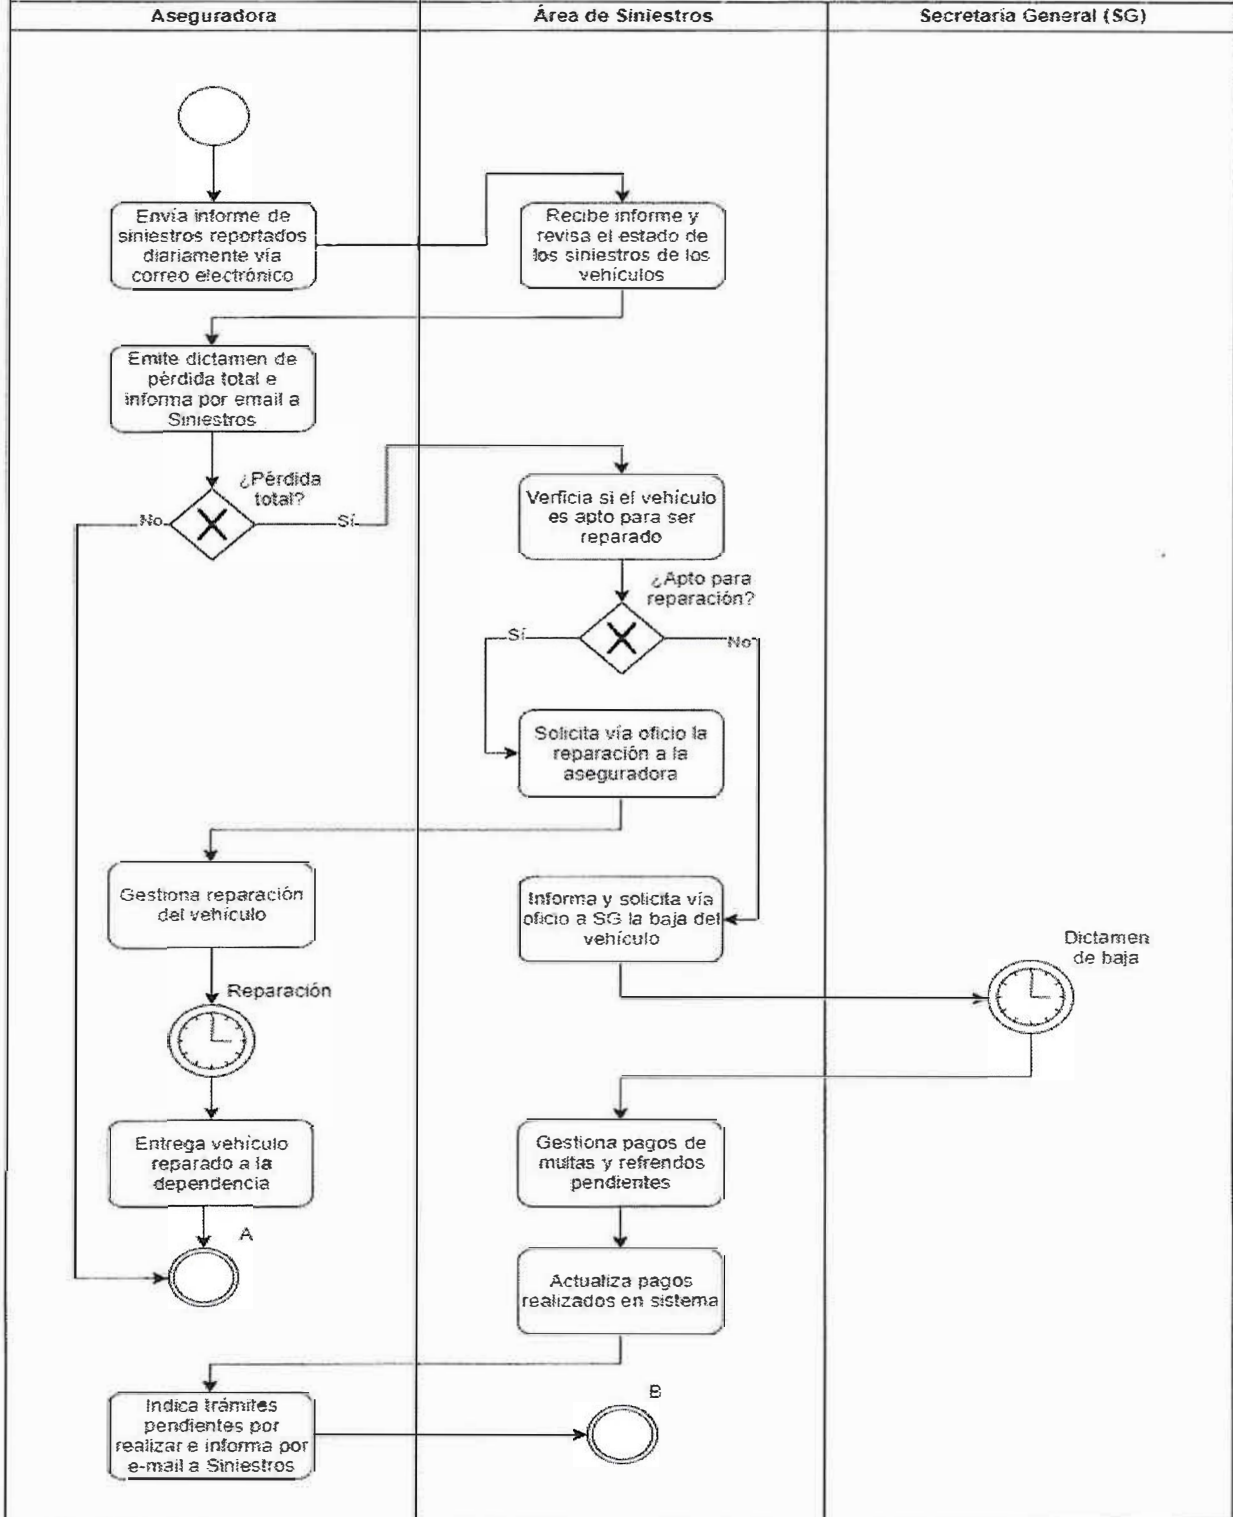 Aseguradora
Área de Siniestros
Secretaría General (SG)
Envía informe de
siniestros reportados
diariamente vía
correo electrónico
Recibe informe y
revisa el estado de
los siniestros de los
vehículos
Emite dictamen de
pérdida total e
informa por email a
Siniestros
¿Pérdida
total?
No
Sí
Verficia si el vehículo
es apto para ser
reparado
¿Apto para
reparación?
Sí
No
Solicita vía oficio la
reparación a la
aseguradora
Gestiona reparación
del vehículo
Informa y solicita vía
oficio a SG la baja del
vehículo
Dictamen
de baja
Reparación
Entrega vehículo
reparado a la
dependencia
Gestiona pagos de
multas y refrendos
pendientes
A
Actualiza pagos
realizados en sistema
Indica trámites
pendientes por
realizar e informa por
e-mail a Siniestros
B